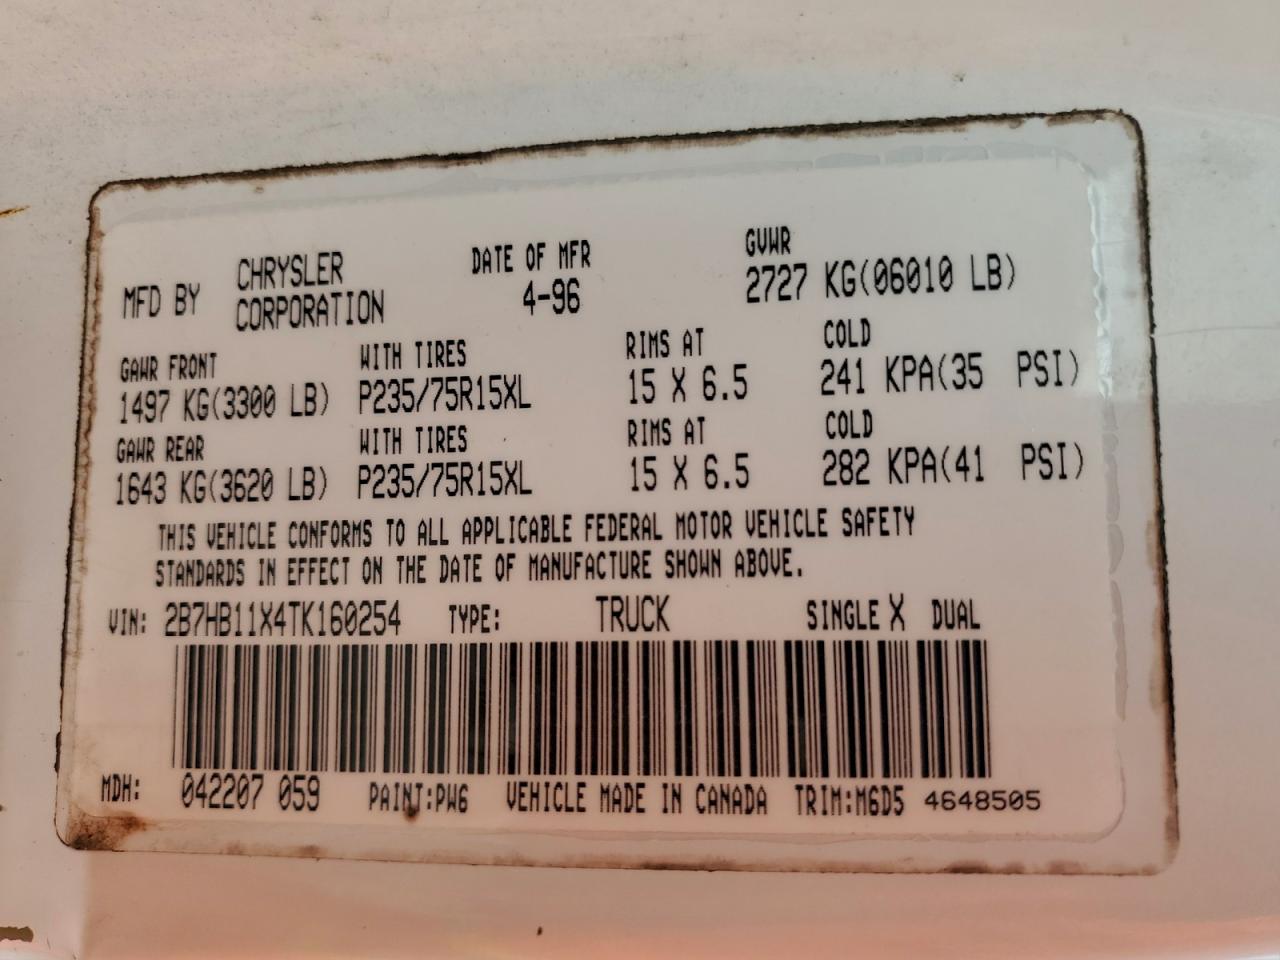 MFD BY CHRYSLER CORPORATION DATE OF MFR 4-96 GVWR 2727 KG(06010 LB)
GAWR FRONT WITH TIRES RIMS AT COLD
1497 KG(3300 LB) P235/75R15XL 15 X 6.5 241 KPA(35 PSI)
GAWR REAR WITH TIRES RIMS AT COLD
1643 KG(3620 LB) P235/75R15XL 15 X 6.5 282 KPA(41 PSI)
THIS VEHICLE CONFORMS TO ALL APPLICABLE FEDERAL MOTOR VEHICLE SAFETY
STANDARDS IN EFFECT ON THE DATE OF MANUFACTURE SHOWN ABOVE.
VIN: 2B7HB11X4TK160254 TYPE: TRUCK SINGLE X DUAL
MDH: 042207 059 PAINT:PW6 VEHICLE MADE IN CANADA TRIM:M6D5 4648505